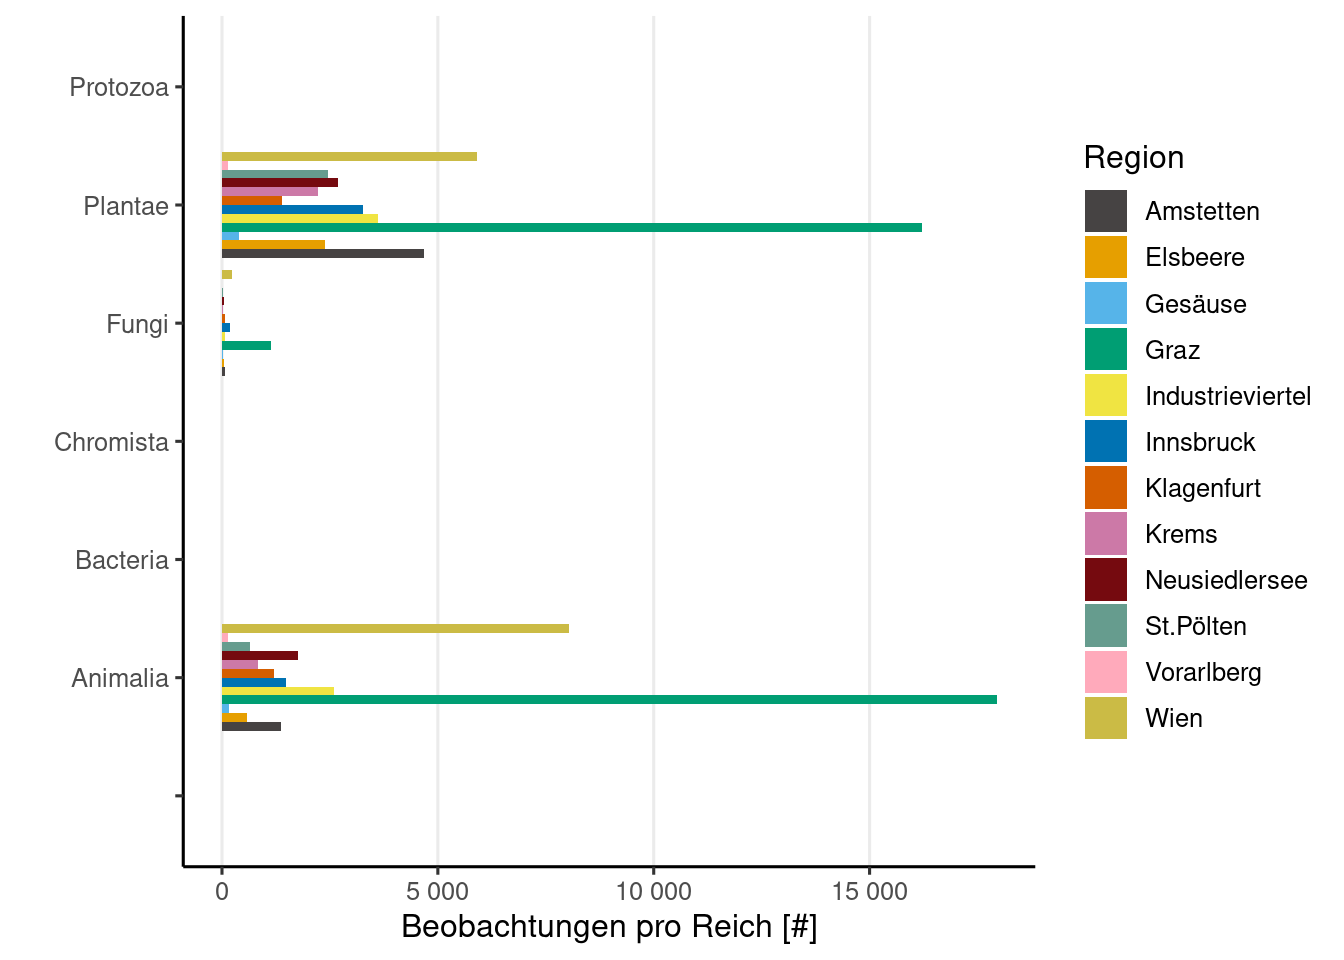 Protozoa
Plantae
Fungi
Chromista
Bacteria
Animalia
0
5 000
10 000
15 000
Beobachtungen pro Reich [#]
Region
Amstetten
Elsbeere
Gesäuse
Graz
Industrieviertel
Innsbruck
Klagenfurt
Krems
Neusiedlersee
St.Pölten
Vorarlberg
Wien